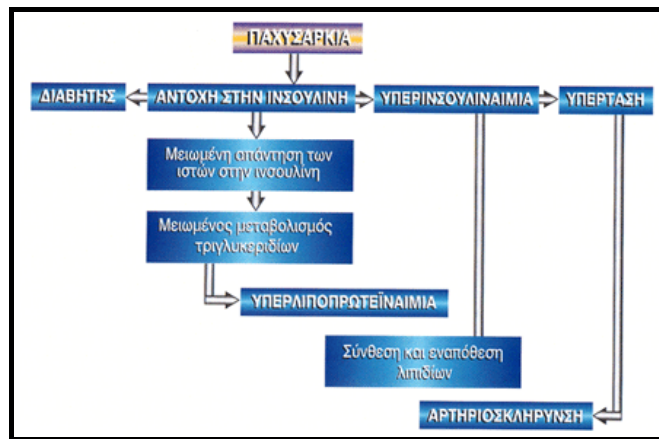 ΠΑΧΥΣΑΡΚΙΑ
ΔΙΑΒΗΤΗΣ
ΑΝΤΟΧΗ ΣΤΗΝ ΙΝΣΟΥΛΙΝΗ
ΥΠΕΡΙΝΣΟΥΛΙΝΑΙΜΙΑ
ΥΠΕΡΤΑΣΗ
Μειωμένη απάντηση των
ιστών στην ινσουλίνη
Μειωμένος μεταβολισμός
τριγλυκεριδίων
ΥΠΕΡΛΙΠΟΠΡΩΤΕΪΝΑΙΜΙΑ
Σύνθεση και εναπόθεση
λιπιδίων
ΑΡΤΗΡΙΟΣΚΛΗΡΥΝΣΗ